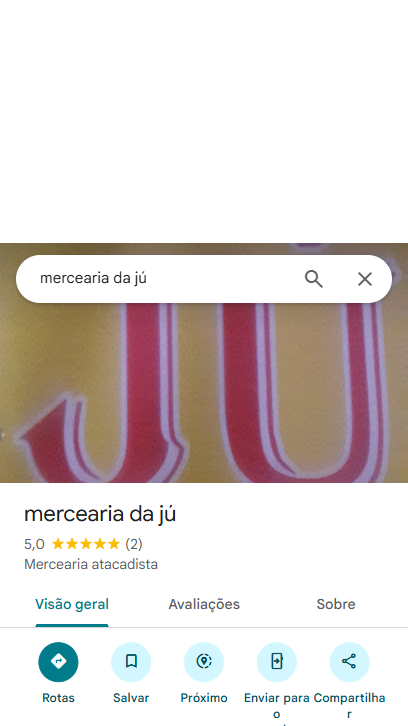 mercearia da jú
JÚ
mercearia da jú
5,0 (2)
Mercearia atacadista
Visão geral Avaliações Sobre
Rotas Salvar Próximo Enviar para o Compartilhar